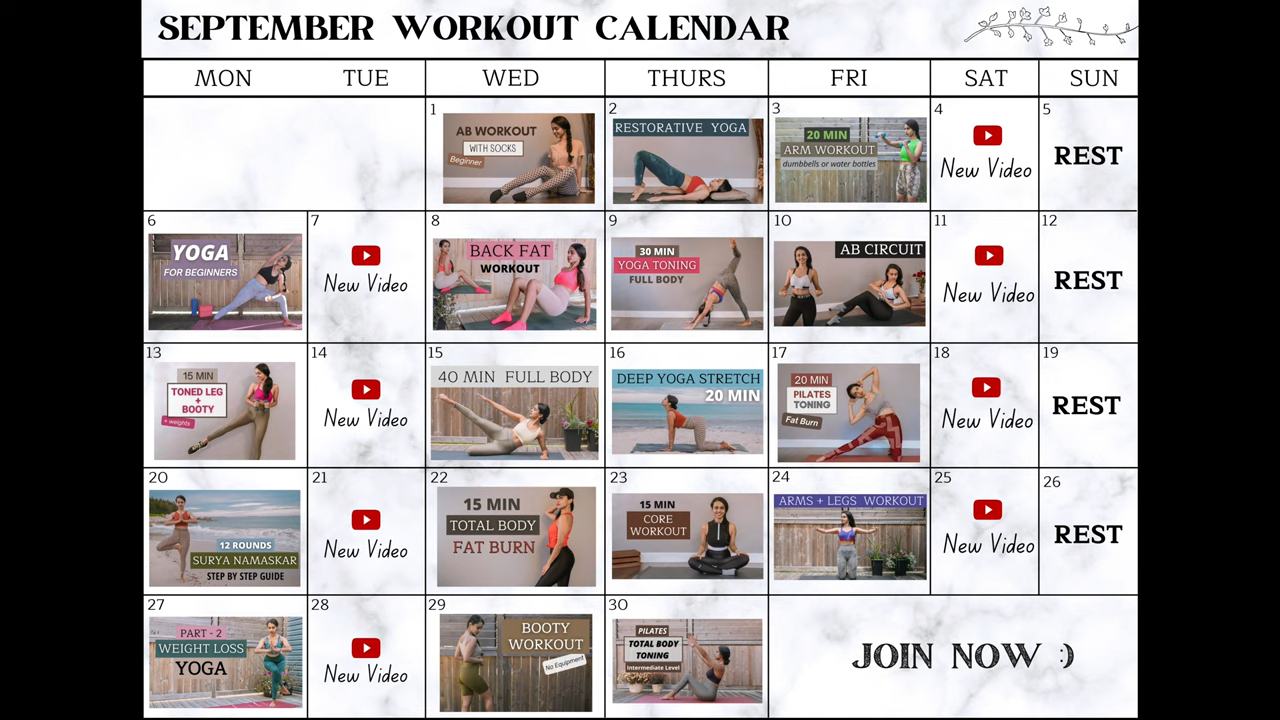 SEPTEMBER WORKOUT CALENDAR
MON TUE WED THURS FRI SAT SUN
1
AB WORKOUT
WITH SOCKS
Beginner
2
RESTORATIVE YOGA
3
20 MIN
ARM WORKOUT
dumbbells or water bottles
4
New Video
5
REST
6
YOGA
FOR BEGINNERS
7
New Video
8
BACK FAT
WORKOUT
9
30 MIN
YOGA TONING
FULL BODY
10
AB CIRCUIT
11
New Video
12
REST
13
15 MIN
TONED LEG
+
BOOTY
+ weights
14
New Video
15
40 MIN FULL BODY
16
DEEP YOGA STRETCH
20 MIN
17
20 MIN
PILATES
TONING
Fat Burn
18
New Video
19
REST
20
12 ROUNDS
SURYA NAMASKAR
STEP BY STEP GUIDE
21
New Video
22
15 MIN
TOTAL BODY
FAT BURN
23
15 MIN
CORE
WORKOUT
24
ARMS + LEGS WORKOUT
25
New Video
26
REST
27
PART - 2
WEIGHT LOSS
YOGA
28
New Video
29
BOOTY
WORKOUT
No Equipment
30
PILATES
TOTAL BODY
TONING
Intermediate Level
JOIN NOW :)